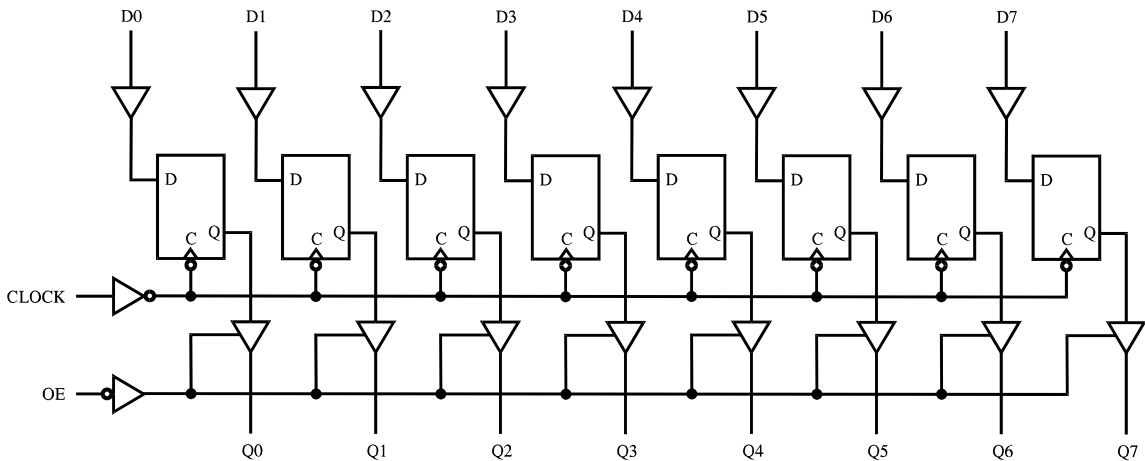 D0 D1 D2 D3 D4 D5 D6 D7
D D D D D D D D
Q Q Q Q Q Q Q Q
C C C C C C C C
CLOCK
OE
Q0 Q1 Q2 Q3 Q4 Q5 Q6 Q7